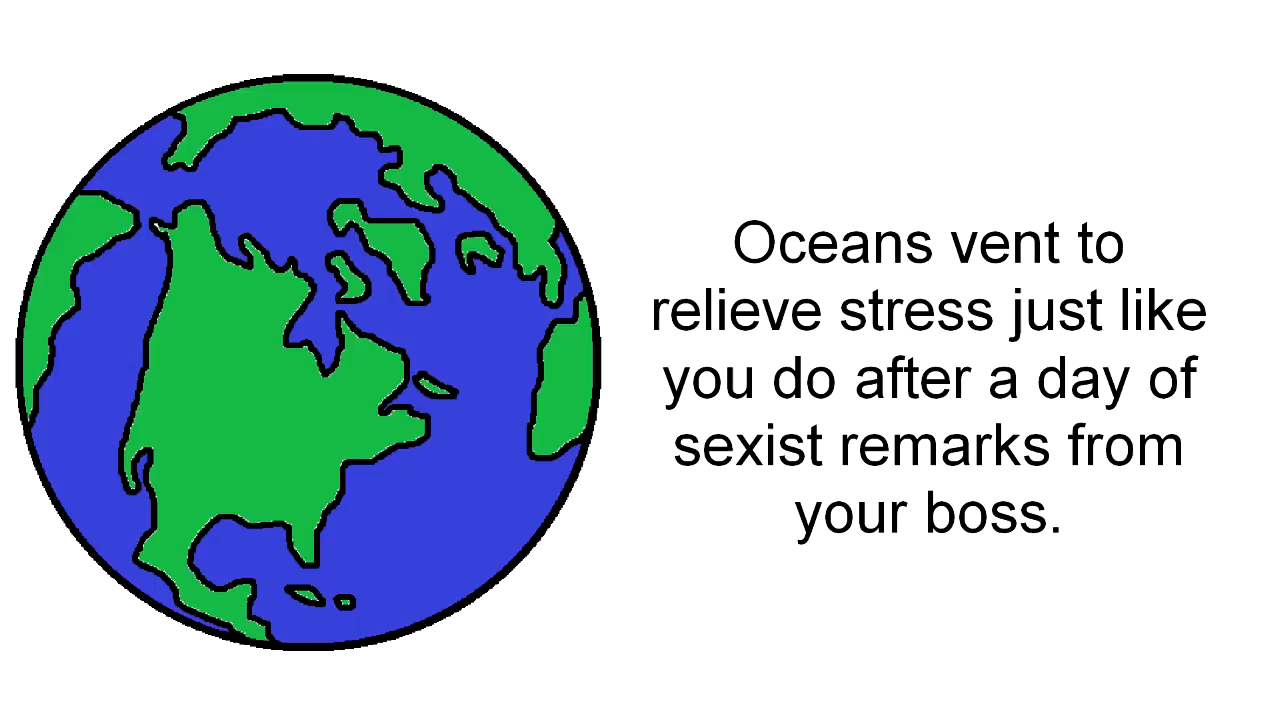 Oceans vent to
relieve stress just like
you do after a day of
sexist remarks from
your boss.